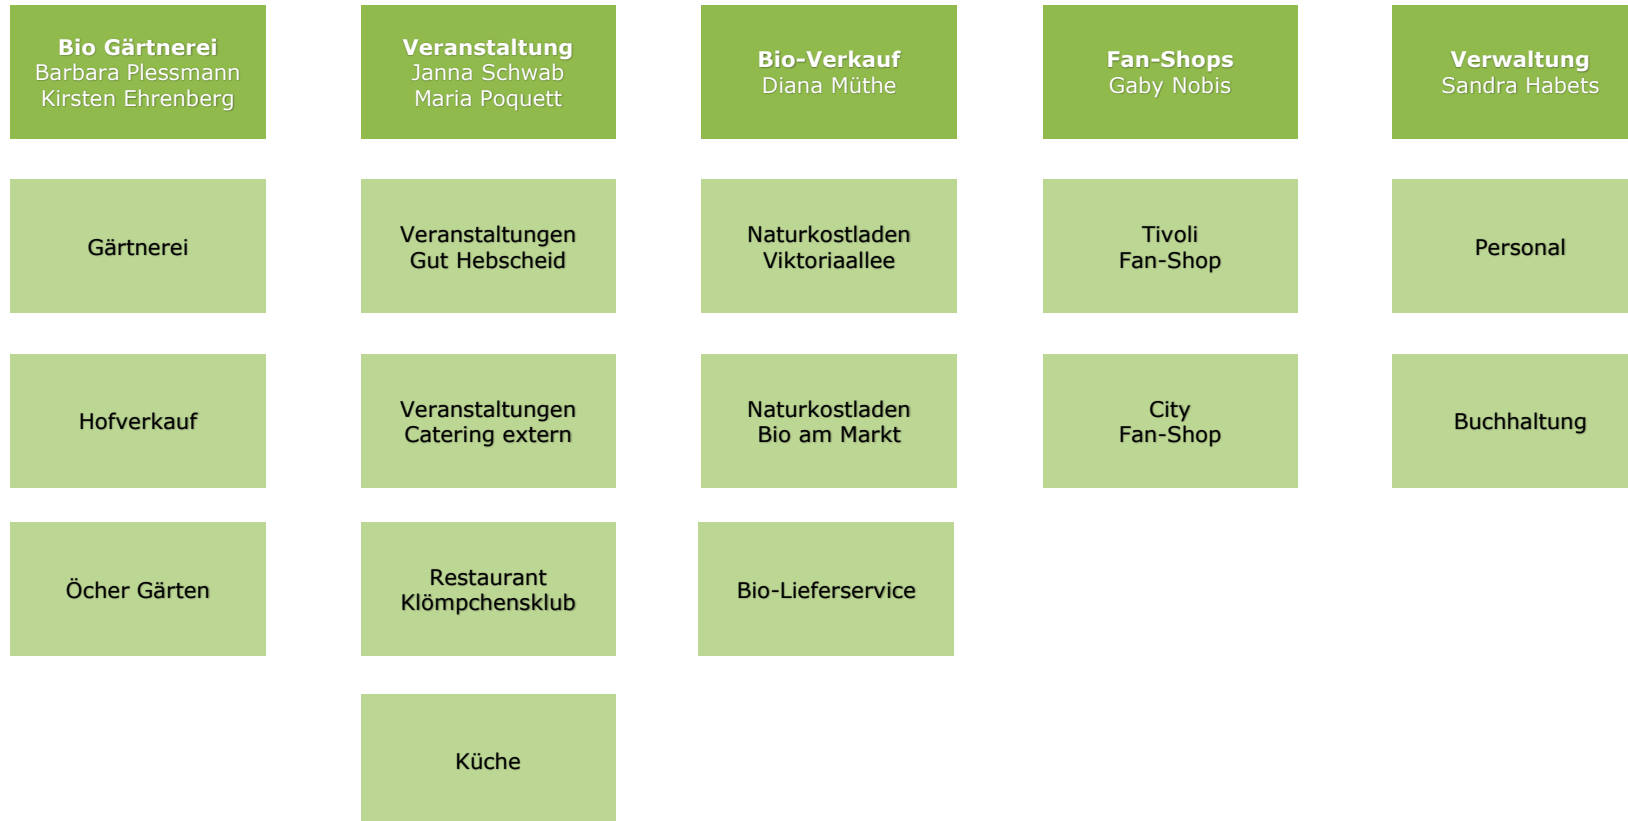 Bio Gärtnerei
Barbara Plessmann
Kirsten Ehrenberg
Veranstaltung
Janna Schwab
Maria Poquett
Bio-Verkauf
Diana Müthe
Fan-Shops
Gaby Nobis
Verwaltung
Sandra Habets
Gärtnerei
Veranstaltungen
Gut Hebscheid
Naturkostladen
Viktoriaallee
Tivoli
Fan-Shop
Personal
Hofverkauf
Veranstaltungen
Catering extern
Naturkostladen
Bio am Markt
City
Fan-Shop
Buchhaltung
Öcher Gärten
Restaurant
Klömpchensklub
Bio-Lieferservice
Küche